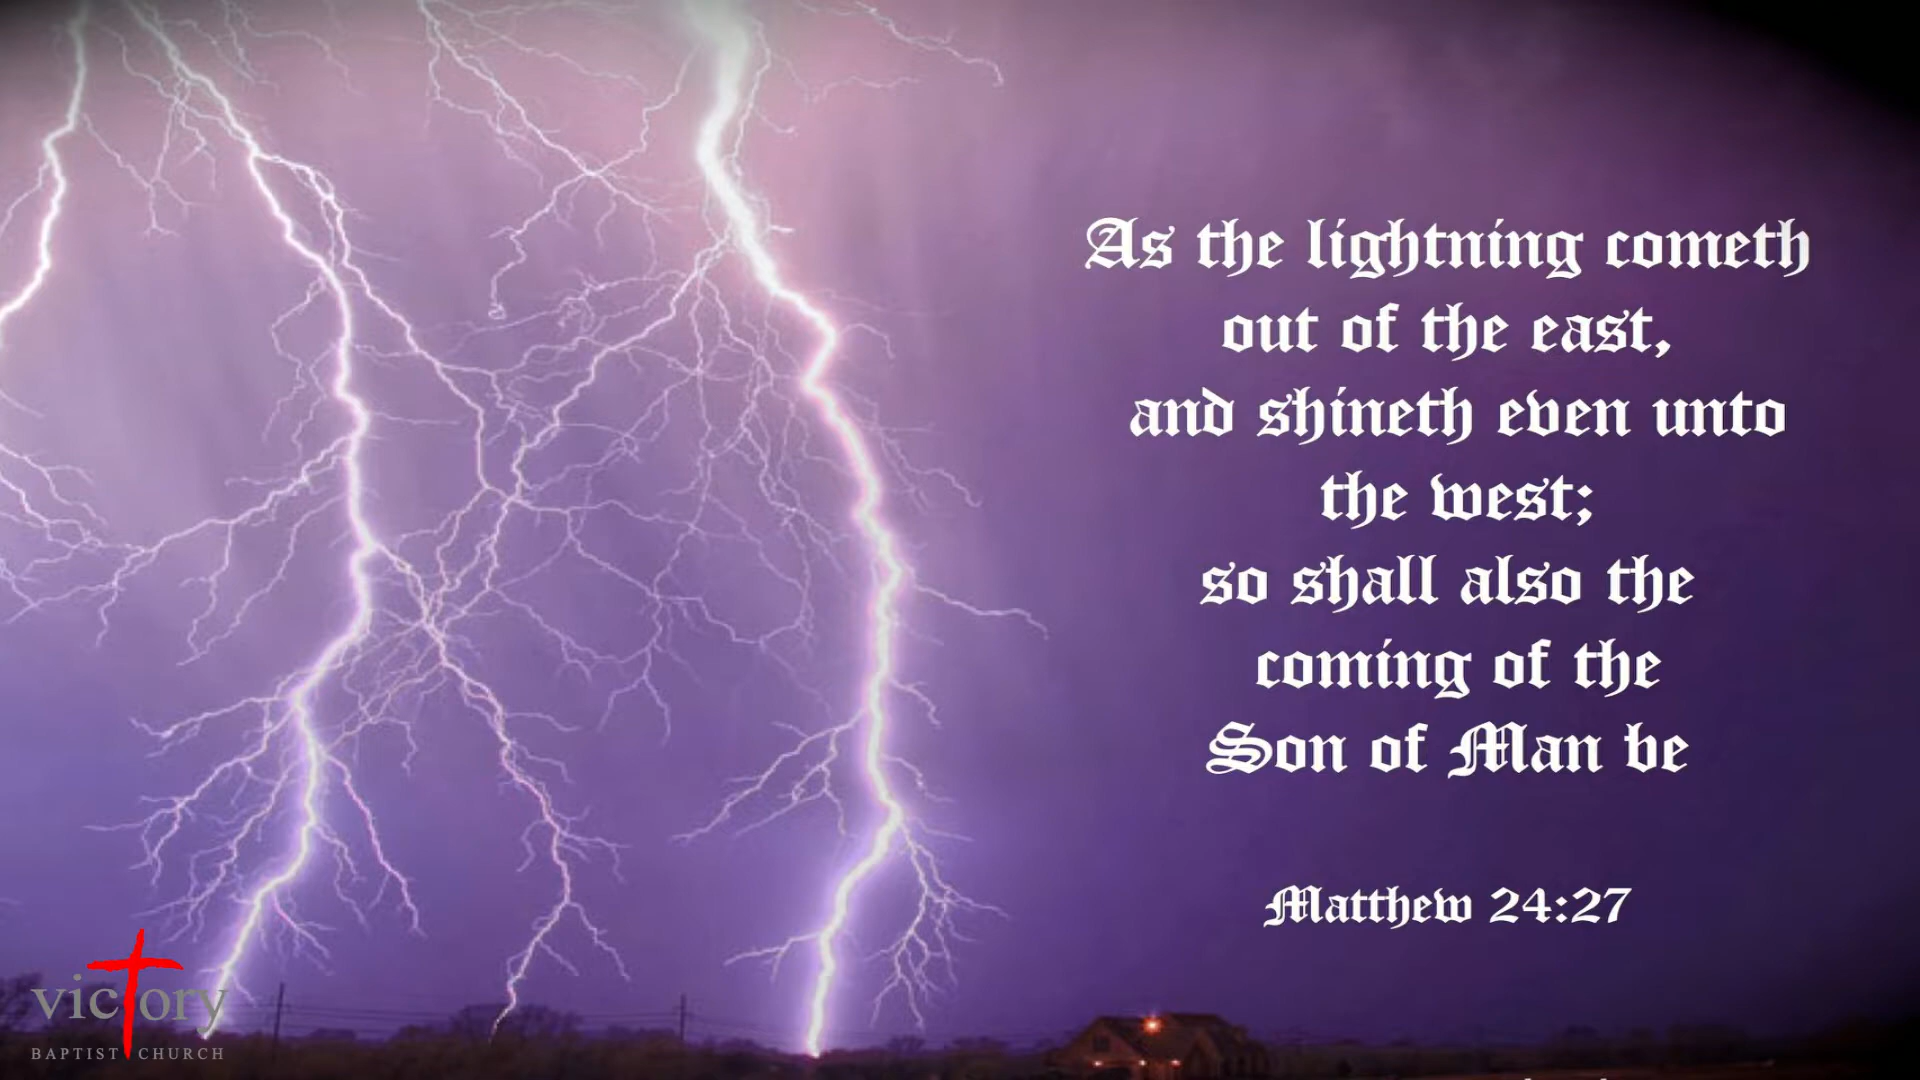 As the lightning cometh
out of the east,
and shineth even unto
the west;
so shall also the
coming of the
Son of Man be
Matthew 24:27
victory
BAPTIST CHURCH